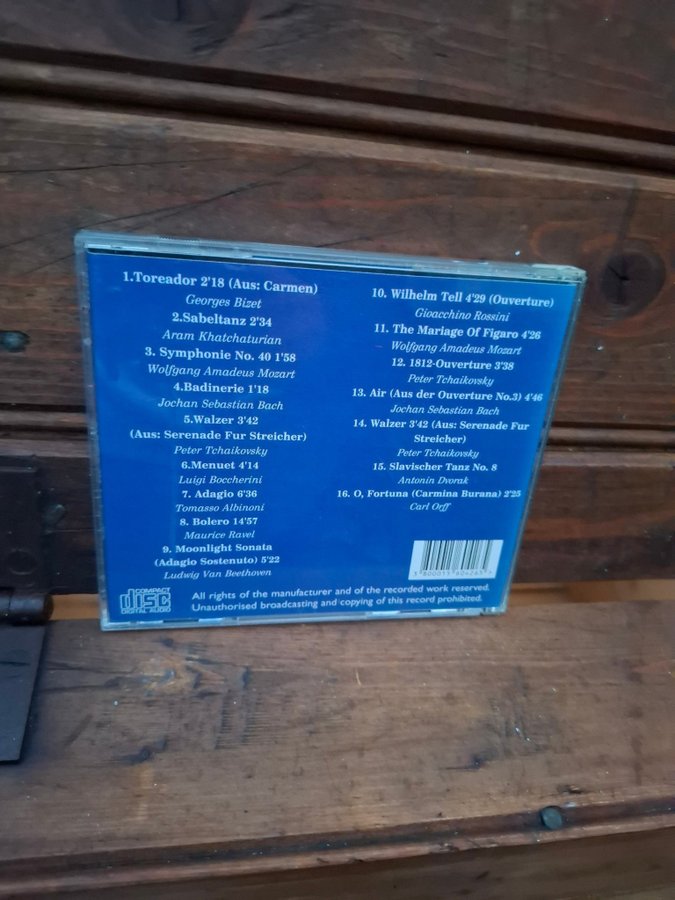 1.Toreador 2'18 (Aus: Carmen)
Georges Bizet
2.Sabeltanz 2'34
Aram Khatchaturian
3. Symphonie No. 40 1'58
Wolfgang Amadeus Mozart
4.Badinerie 1'18
Jochan Sebastian Bach
5.Walzer 3'42
(Aus: Serenade Fur Streicher)
Peter Tchaikovsky
6.Menuet 4'14
Luigi Boccherini
7. Adagio 6'36
Tomasso Albinoni
8. Bolero 14'57
Maurice Ravel
9. Moonlight Sonata
(Adagio Sostenuto) 5'22
Ludwig Van Beethoven
10. Wilhelm Tell 4'29 (Ouverture)
Gioacchino Rossini
11. The Mariage Of Figaro 4'26
Wolfgang Amadeus Mozart
12. 1812-Ouverture 3'38
Peter Tchaikovsky
13. Air (Aus der Ouverture No.3) 4'46
Jochan Sebastian Bach
14. Walzer 3'42 (Aus: Serenade Fur
Streicher)
Peter Tchaikovsky
15. Slavischer Tanz No. 8
Antonin Dvorak
16. O, Fortuna (Carmina Burana) 2'25
Carl Orff
COMPACT
disc
DIGITAL AUDIO
All rights of the manufacturer and of the recorded work reserved.
Unauthorised broadcasting and copying of this record prohibited.